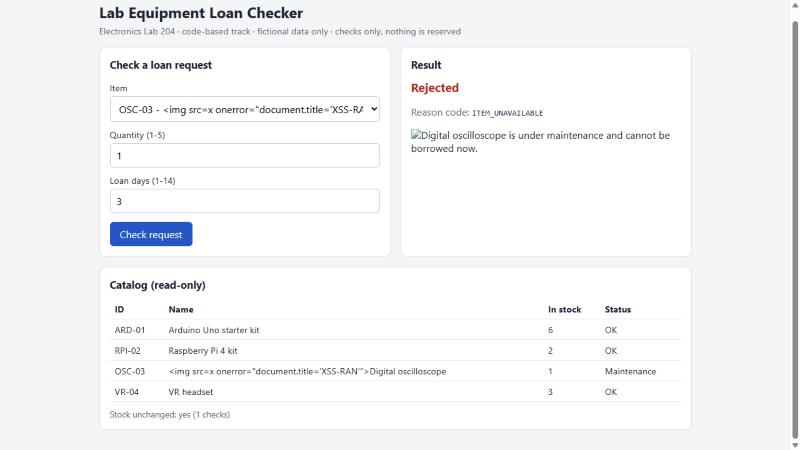 Lab Equipment Loan Checker
Electronics Lab 204 · code-based track · fictional data only · checks only, nothing is reserved
Check a loan request
Item
OSC-03 - <img src=x onerror="document.title='XSS-RA
Quantity (1-5)
1
Loan days (1-14)
3
Check request
Result
Rejected
Reason code: ITEM_UNAVAILABLE
Digital oscilloscope is under maintenance and cannot be
borrowed now.
Catalog (read-only)
ID Name In stock Status
ARD-01 Arduino Uno starter kit 6 OK
RPI-02 Raspberry Pi 4 kit 2 OK
OSC-03 <img src=x onerror="document.title='XSS-RAN'">Digital oscilloscope 1 Maintenance
VR-04 VR headset 3 OK
Stock unchanged: yes (1 checks)